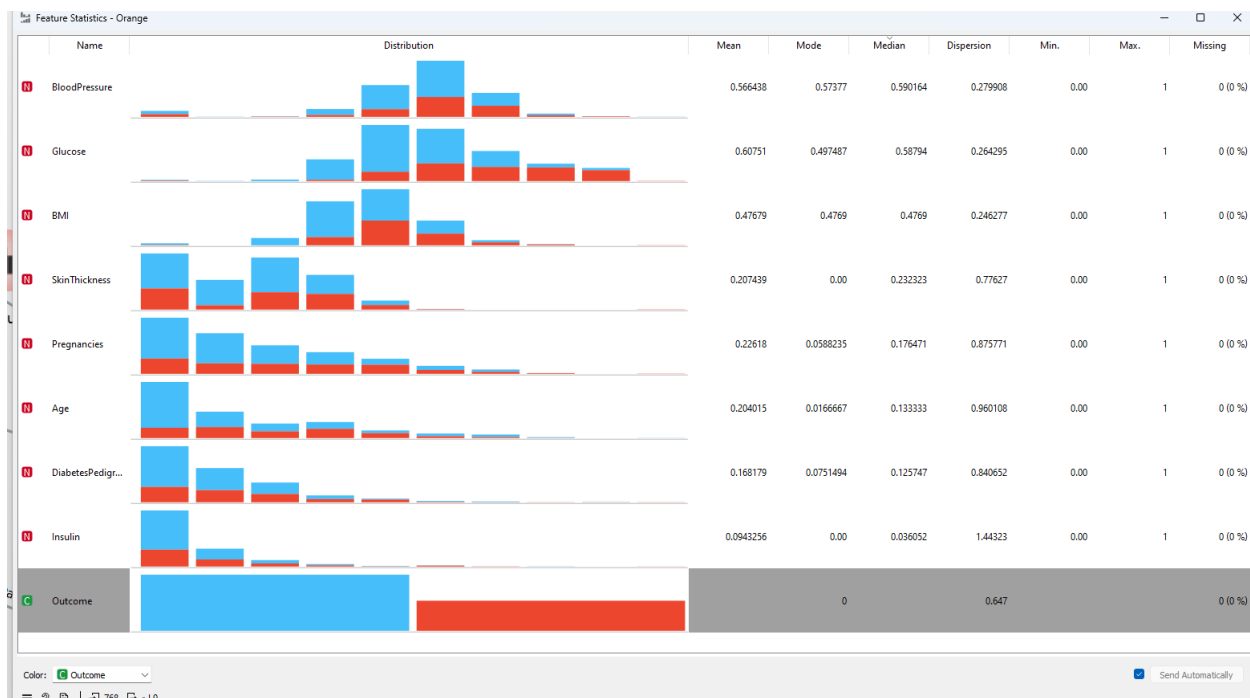 Feature Statistics - Orange
Name Distribution Mean Mode Median Dispersion Min. Max. Missing
N BloodPressure 0.566438 0.57377 0.590164 0.279908 0.00 1 0 (0 %)
N Glucose 0.60751 0.497487 0.58794 0.264295 0.00 1 0 (0 %)
N BMI 0.47679 0.4769 0.4769 0.246277 0.00 1 0 (0 %)
N SkinThickness 0.207439 0.00 0.232323 0.77627 0.00 1 0 (0 %)
N Pregnancies 0.22618 0.0588235 0.176471 0.875771 0.00 1 0 (0 %)
N Age 0.204015 0.0166667 0.133333 0.960108 0.00 1 0 (0 %)
N DiabetesPedigr... 0.168179 0.0751494 0.125747 0.840652 0.00 1 0 (0 %)
N Insulin 0.0943256 0.00 0.036052 1.44323 0.00 1 0 (0 %)
C Outcome 0 0.647 0 (0 %)
Color: C Outcome Send Automatically
768